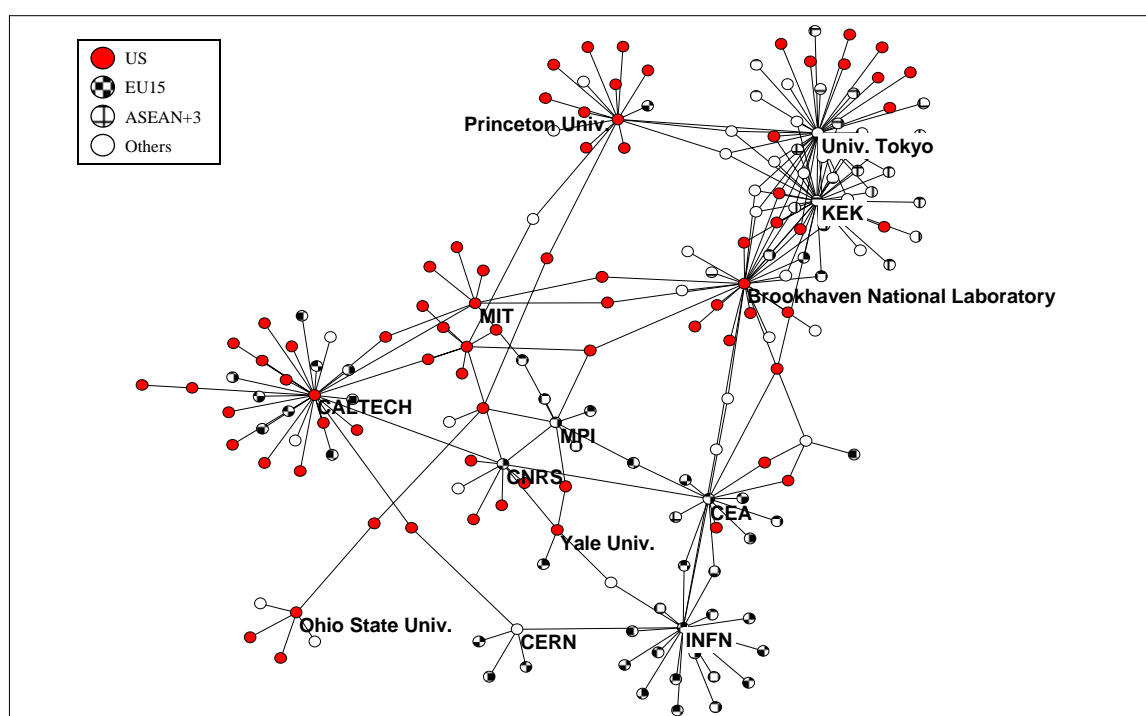 US
EU15
ASEAN+3
Others
Princeton Univ.
Univ. Tokyo
KEK
Brookhaven National Laboratory
MIT
CALTECH
MPI
CNRS
CEA
Yale Univ.
Ohio State Univ.
CERN
INFN